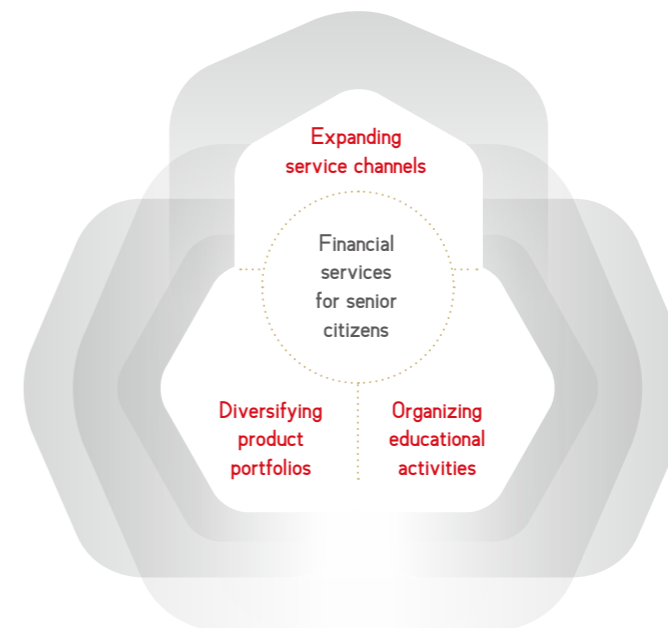 Expanding
service channels
Financial
services
for senior
citizens
Diversifying
product
portfolios
Organizing
educational
activities